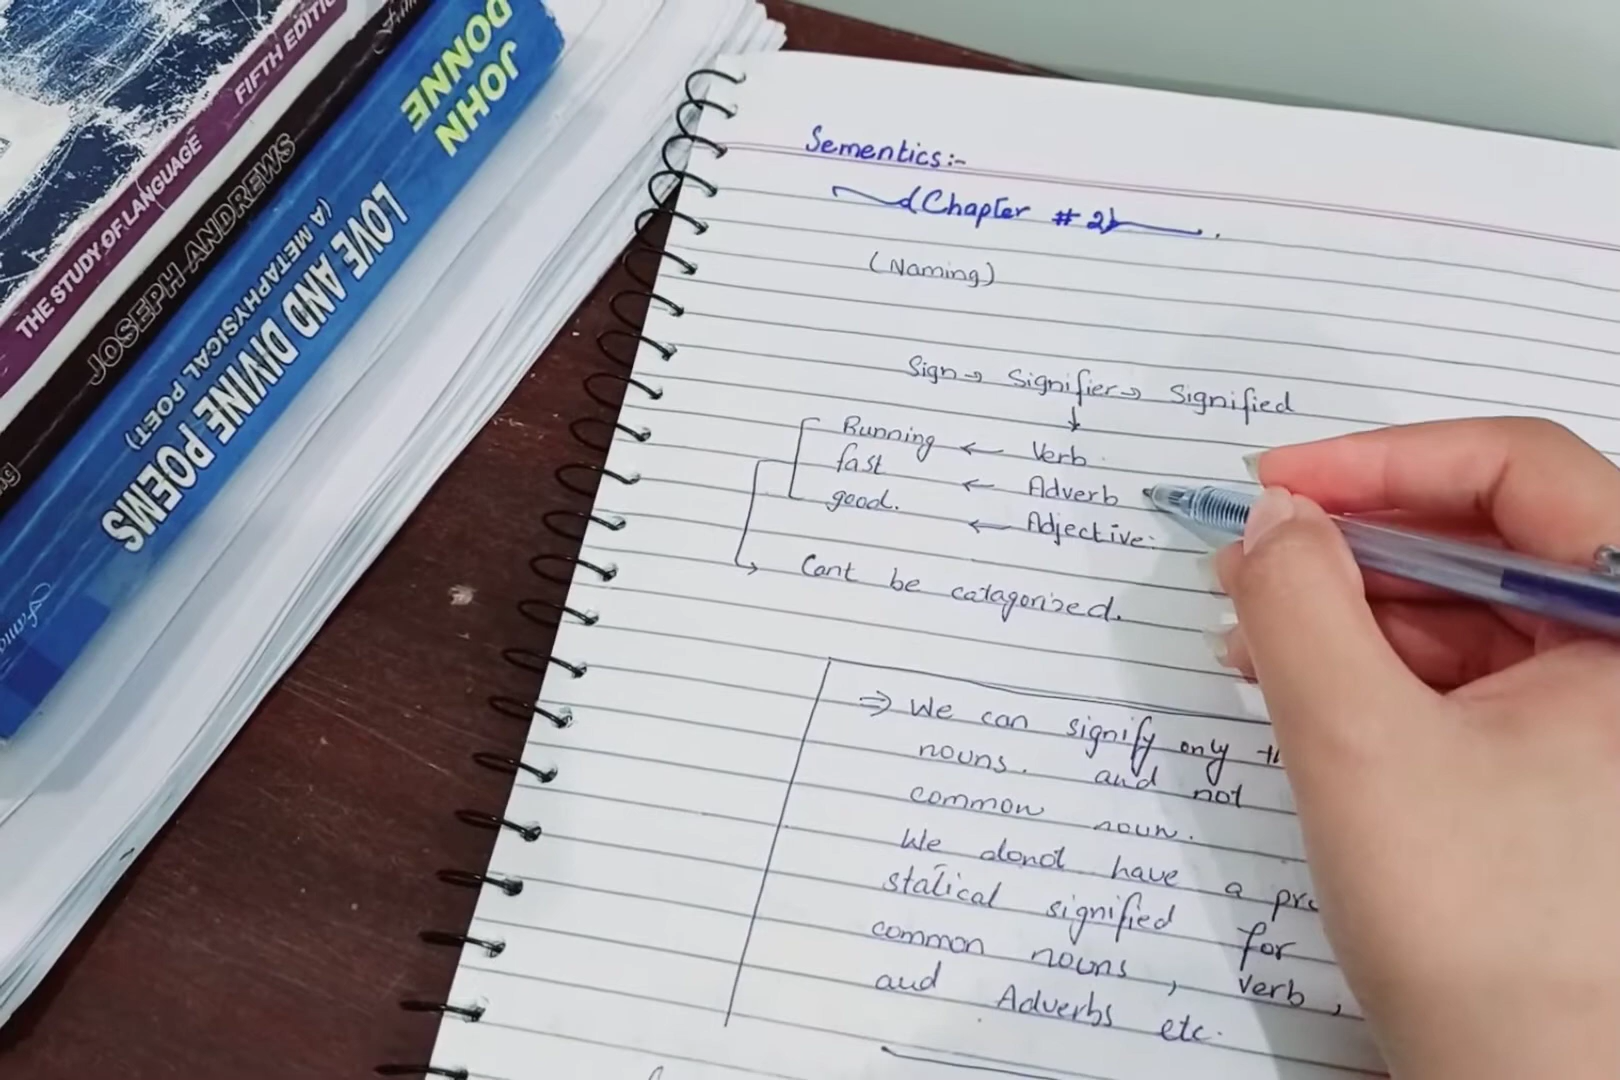 THE STUDY OF LANGUAGE FIFTH EDITIO
JOSEPH ANDREWS
JOHN
DONNE
LOVE AND DIVINE POEMS
(A METAPHYSICAL POET)
Sementics:-
(Chapter # 2)
(Naming)
Sign → Signifier → Signified
Running ← Verb
fast ← Adverb
good. ← Adjective.
Cant be catagorized.
⇒ We can signify only
nouns. and not
common noun.
We donot have a
statical signified for
common nouns, verb,
and Adverbs etc.